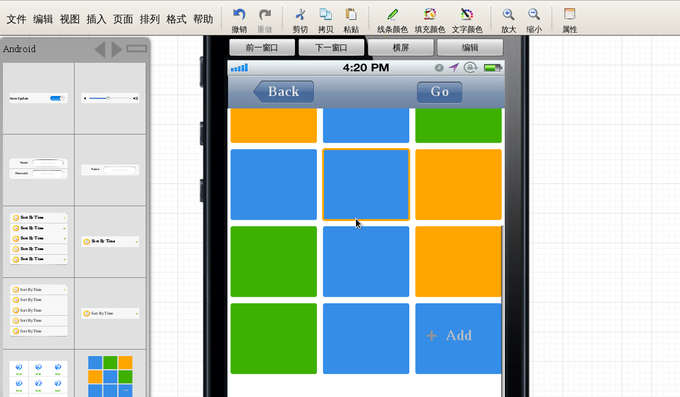 文件 编辑 视图 插入 页面 排列 格式 帮助
撤销 重做 剪切 拷贝 粘贴 线条颜色 填充颜色 文字颜色 放大 缩小 属性
前一窗口 下一窗口 横屏 编辑
Android
4:20 PM
Back Go
Auto Update
Name
Password
Name
Sort By Time
Sort By Time
Sort By Time
Sort By Time
Sort By Time
Sort By Time
Sort By Time
Sort By Time
Sort By Time
Sort By Time
Sort By Time
Sort By Time
+ Add